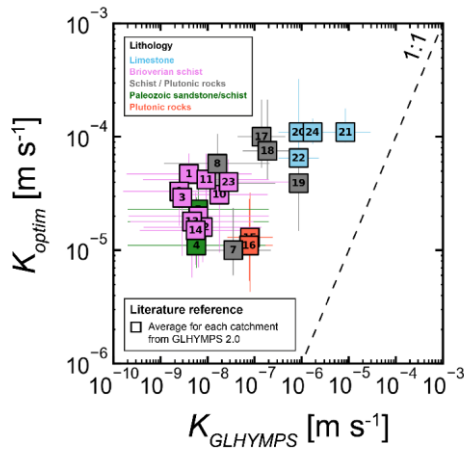 10⁻³
10⁻⁴
10⁻⁵
10⁻⁶
K_optim [m s⁻¹]
Lithology
Limestone
Brioverian schist
Schist / Plutonic rocks
Paleozoic sandstone/schist
Plutonic rocks
1:1
17
20
24
21
18
22
8
1
11
23
19
3
10
2
14
4
7
16
Literature reference
Average for each catchment
from GLHYMPS 2.0
10⁻¹⁰
10⁻⁹
10⁻⁸
10⁻⁷
10⁻⁶
10⁻⁵
10⁻⁴
10⁻³
K_GLHYMPS [m s⁻¹]